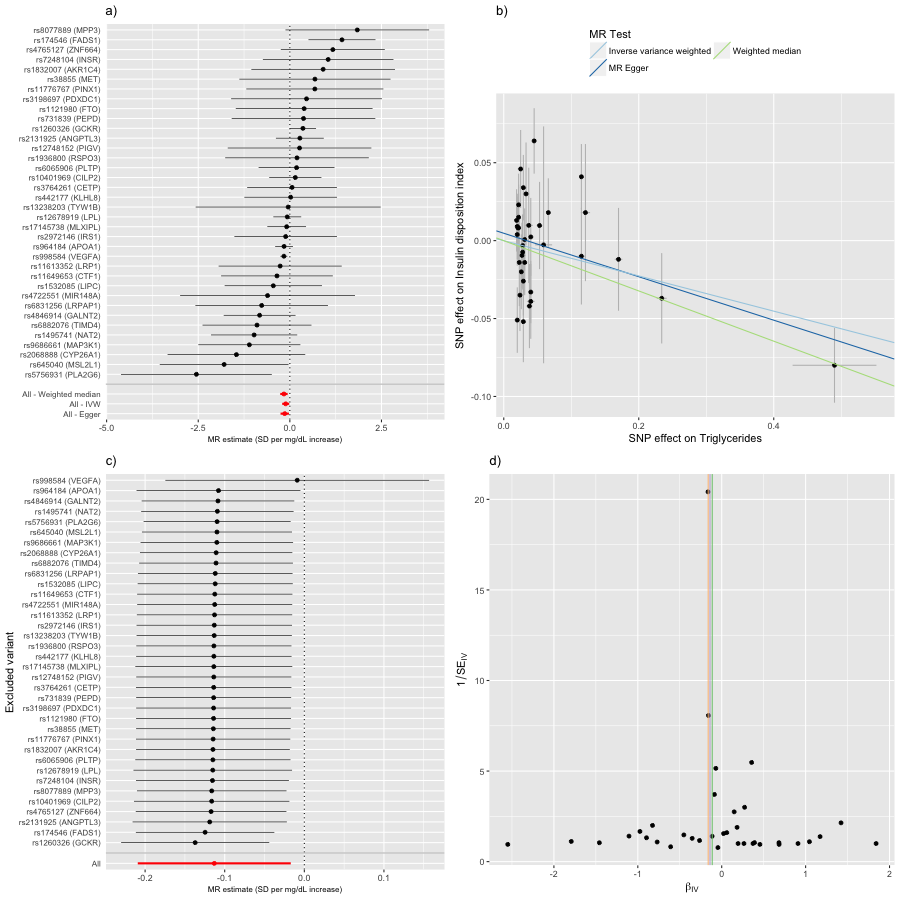 a)
rs8077889 (MPP3)
rs174546 (FADS1)
rs4765127 (ZNF664)
rs7248104 (INSR)
rs1832007 (AKR1C4)
rs38855 (MET)
rs11776767 (PINX1)
rs3198697 (PDXDC1)
rs1121980 (FTO)
rs731839 (PEPD)
rs1260326 (GCKR)
rs2131925 (ANGPTL3)
rs12748152 (PIGV)
rs1936800 (RSPO3)
rs6065906 (PLTP)
rs10401969 (CILP2)
rs3764261 (CETP)
rs442177 (KLHL8)
rs13238203 (TYW1B)
rs12678919 (LPL)
rs17145738 (MLXIPL)
rs2972146 (IRS1)
rs964184 (APOA1)
rs998584 (VEGFA)
rs11613352 (LRP1)
rs11649653 (CTF1)
rs1532085 (LIPC)
rs4722551 (MIR148A)
rs6831256 (LRPAP1)
rs4846914 (GALNT2)
rs6882076 (TIMD4)
rs1495741 (NAT2)
rs9686661 (MAP3K1)
rs2068888 (CYP26A1)
rs645040 (MSL2L1)
rs5756931 (PLA2G6)
All - Weighted median
All - IVW
All - Egger
-5.0 -2.5 0.0 2.5
MR estimate (SD per mg/dL increase)
b)
MR Test
Inverse variance weighted Weighted median
MR Egger
SNP effect on Insulin disposition index
0.05
0.00
-0.05
-0.10
0.0 0.2 0.4
SNP effect on Triglycerides
c)
Excluded variant
rs998584 (VEGFA)
rs964184 (APOA1)
rs4846914 (GALNT2)
rs1495741 (NAT2)
rs5756931 (PLA2G6)
rs645040 (MSL2L1)
rs9686661 (MAP3K1)
rs2068888 (CYP26A1)
rs6882076 (TIMD4)
rs6831256 (LRPAP1)
rs1532085 (LIPC)
rs11649653 (CTF1)
rs4722551 (MIR148A)
rs11613352 (LRP1)
rs2972146 (IRS1)
rs13238203 (TYW1B)
rs1936800 (RSPO3)
rs442177 (KLHL8)
rs17145738 (MLXIPL)
rs12748152 (PIGV)
rs3764261 (CETP)
rs731839 (PEPD)
rs3198697 (PDXDC1)
rs1121980 (FTO)
rs38855 (MET)
rs11776767 (PINX1)
rs1832007 (AKR1C4)
rs6065906 (PLTP)
rs12678919 (LPL)
rs7248104 (INSR)
rs8077889 (MPP3)
rs10401969 (CILP2)
rs4765127 (ZNF664)
rs2131925 (ANGPTL3)
rs174546 (FADS1)
rs1260326 (GCKR)
All
-0.2 -0.1 0.0 0.1
MR estimate (SD per mg/dL increase)
d)
1/SE_IV
20
15
10
5
0
-2 -1 0 1 2
β_IV